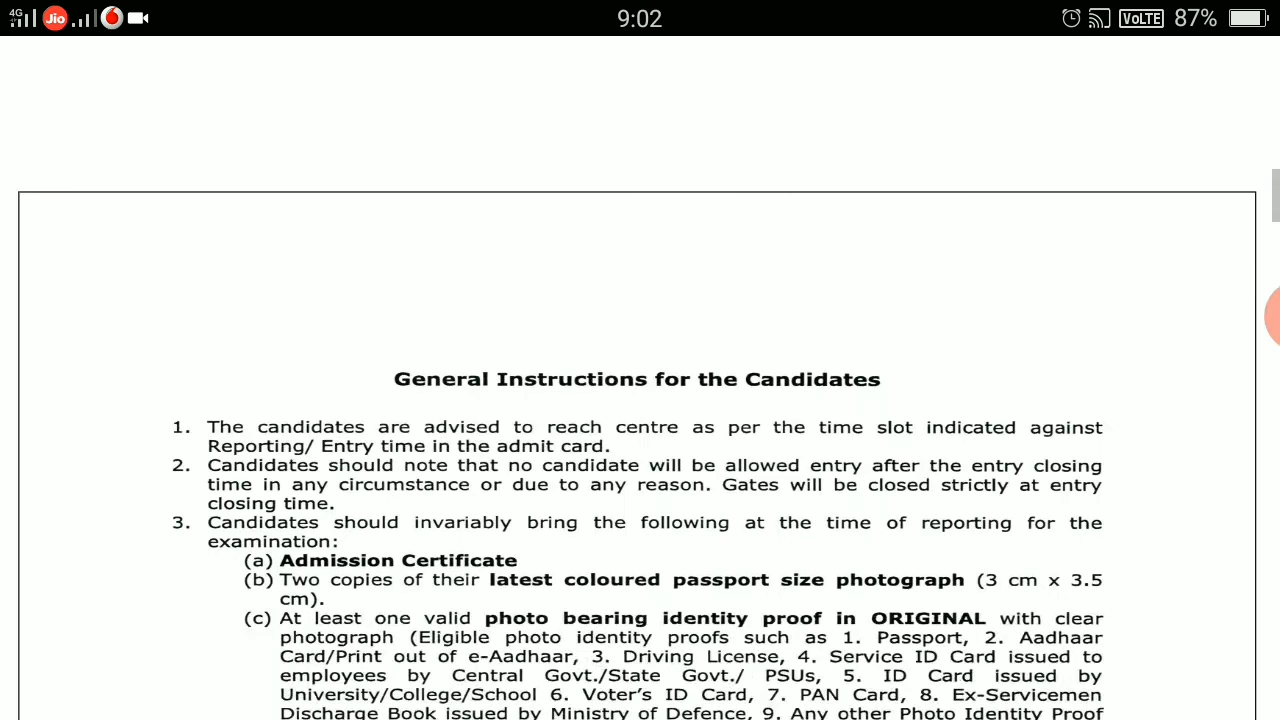 4G Jio 9:02 VoLTE 87%
General Instructions for the Candidates
1. The candidates are advised to reach centre as per the time slot indicated against
Reporting/ Entry time in the admit card.
2. Candidates should note that no candidate will be allowed entry after the entry closing
time in any circumstance or due to any reason. Gates will be closed strictly at entry
closing time.
3. Candidates should invariably bring the following at the time of reporting for the
examination:
(a) Admission Certificate
(b) Two copies of their latest coloured passport size photograph (3 cm x 3.5
cm).
(c) At least one valid photo bearing identity proof in ORIGINAL with clear
photograph (Eligible photo identity proofs such as 1. Passport, 2. Aadhaar
Card/Print out of e-Aadhaar, 3. Driving License, 4. Service ID Card issued to
employees by Central Govt./State Govt./ PSUs, 5. ID Card issued by
University/College/School 6. Voter's ID Card, 7. PAN Card, 8. Ex-Servicemen
Discharge Book issued by Ministry of Defence, 9. Any other Photo Identity Proof